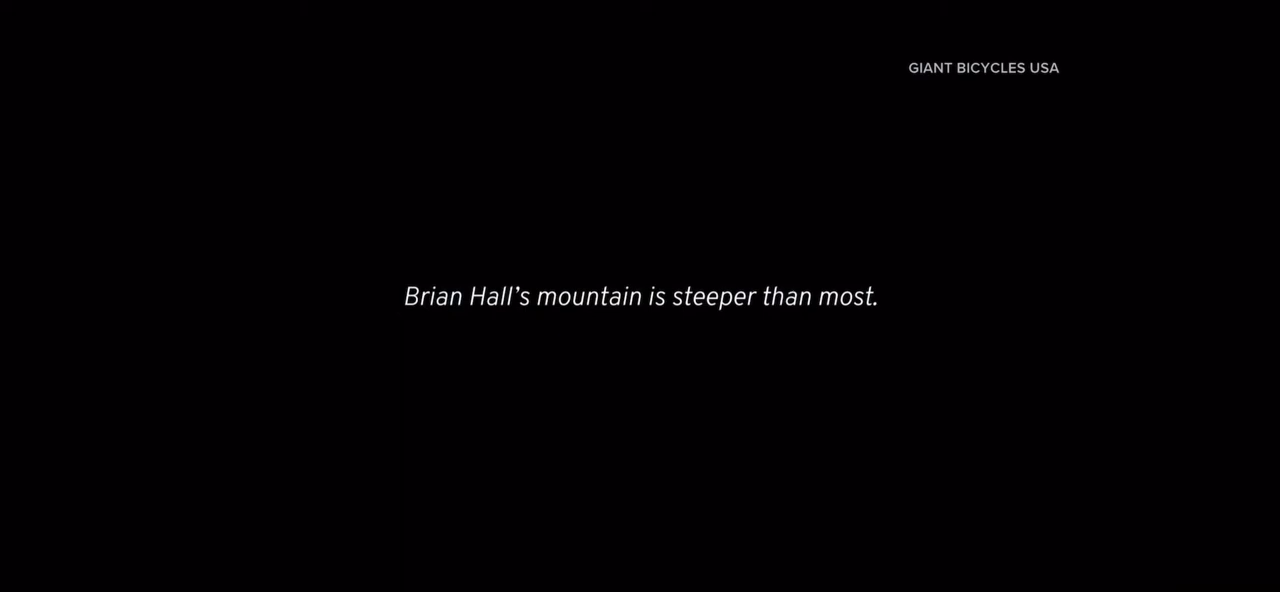 GIANT BICYCLES USA
Brian Hall’s mountain is steeper than most.